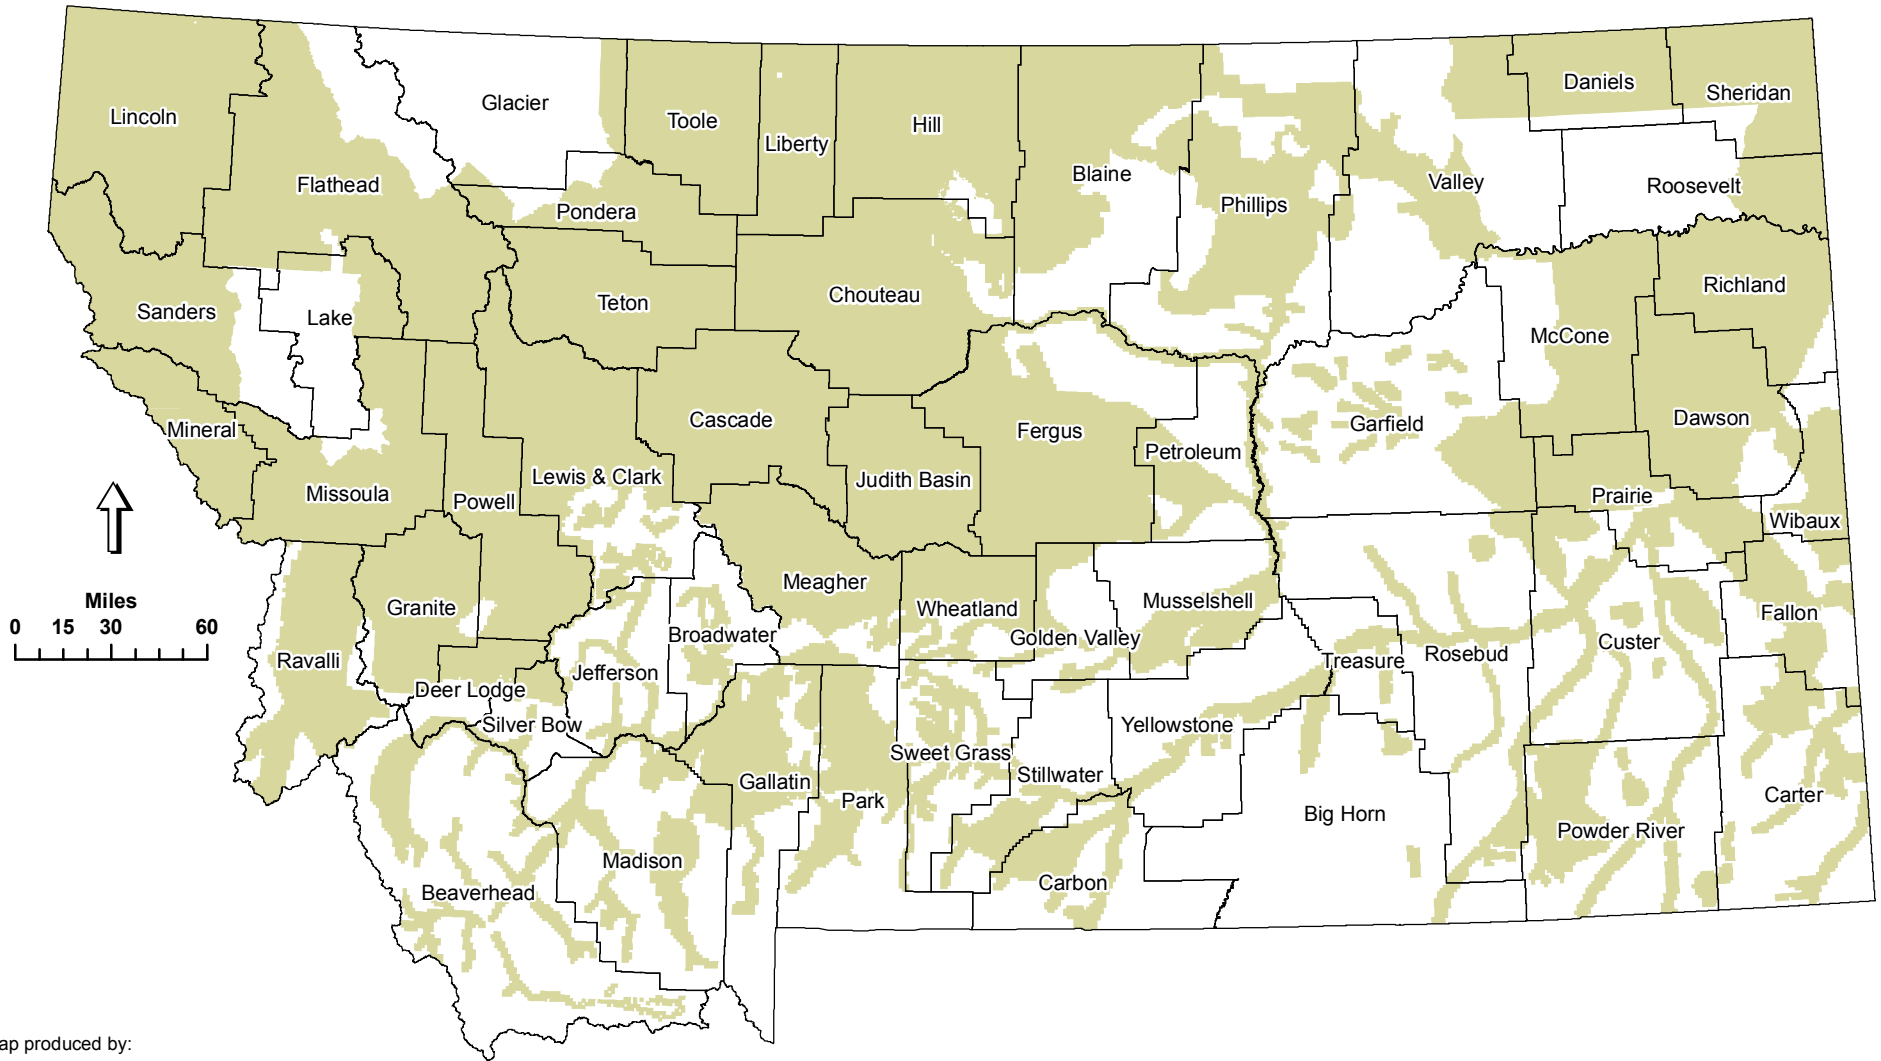 Lincoln
Glacier
Toole
Liberty
Hill
Daniels
Sheridan
Flathead
Blaine
Phillips
Valley
Roosevelt
Pondera
Sanders
Lake
Teton
Chouteau
Richland
McCone
Mineral
Cascade
Fergus
Petroleum
Garfield
Dawson
Missoula
Powell
Lewis & Clark
Judith Basin
Prairie
Wibaux
Miles
0 15 30 60
Granite
Meagher
Wheatland
Musselshell
Fallon
Broadwater
Golden Valley
Custer
Ravalli
Jefferson
Treasure
Rosebud
Deer Lodge
Silver Bow
Sweet Grass
Yellowstone
Gallatin
Park
Stillwater
Big Horn
Carter
Powder River
Madison
Beaverhead
Carbon
ap produced by: